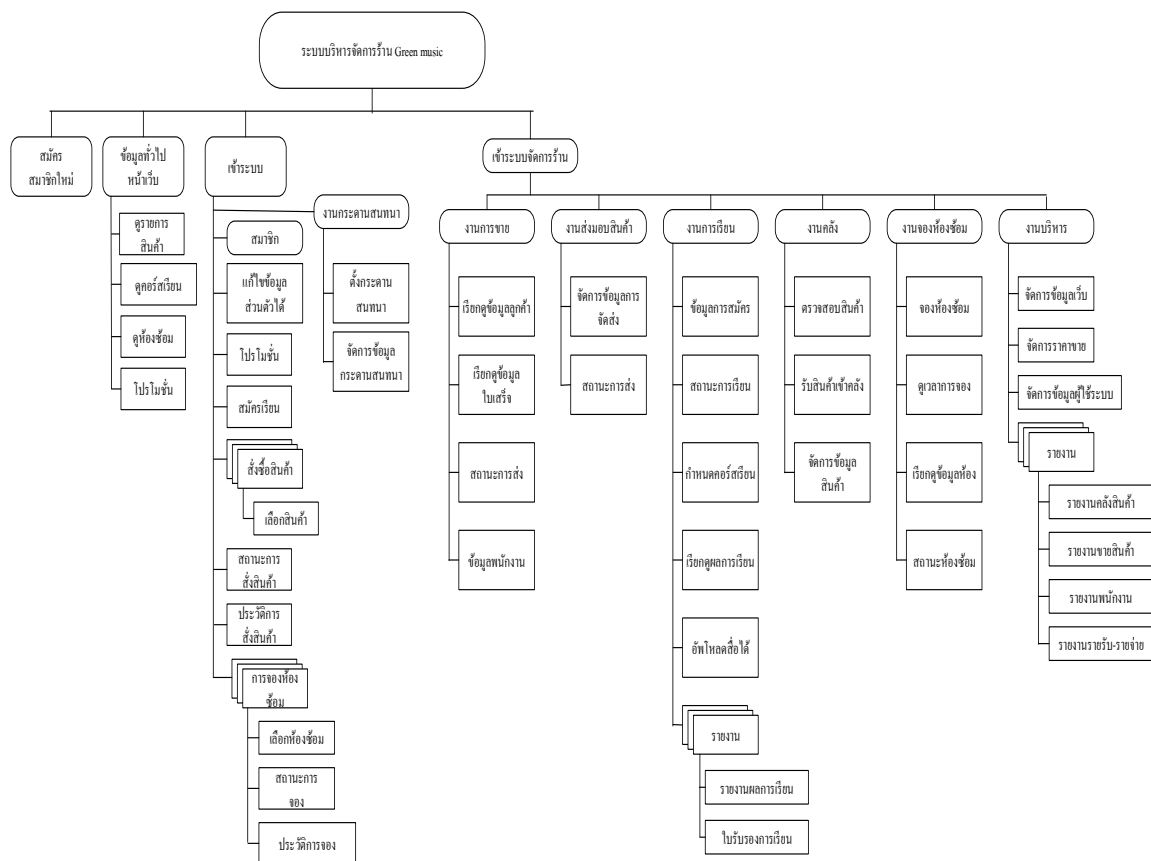 ระบบบริหารจัดการร้าน Green music
สมัคร
สมาชิกใหม่
ข้อมูลทั่วไป
หน้าเว็บ
ดูรายการ
สินค้า
ดูคอร์สเรียน
ดูห้องซ้อม
โปรโมชั่น
เข้าระบบ
สมาชิก
แก้ไขข้อมูล
ส่วนตัวได้
โปรโมชั่น
สมัครเรียน
สั่งซื้อสินค้า
เลือกสินค้า
สถานะการ
สั่งสินค้า
ประวัติการ
สั่งสินค้า
การจองห้อง
ซ้อม
เลือกห้องซ้อม
สถานะการ
จอง
ประวัติการจอง
งานกระดานสนทนา
ตั้งกระดาน
สนทนา
จัดการข้อมูล
กระดานสนทนา
เข้าระบบจัดการร้าน
งานการขาย
เรียกดูข้อมูลลูกค้า
เรียกดูข้อมูล
ใบเสร็จ
สถานะการส่ง
ข้อมูลพนักงาน
งานส่งมอบสินค้า
จัดการข้อมูลการ
จัดส่ง
สถานะการส่ง
งานการเรียน
ข้อมูลการสมัคร
สถานะการเรียน
กำหนดคอร์สเรียน
เรียกดูผลการเรียน
อัพโหลดสื่อได้
รายงาน
รายงานผลการเรียน
ใบรับรองการเรียน
งานคลัง
ตรวจสอบสินค้า
รับสินค้าเข้าคลัง
จัดการข้อมูล
สินค้า
งานจองห้องซ้อม
จองห้องซ้อม
ดูเวลาการจอง
เรียกดูข้อมูลห้อง
สถานะห้องซ้อม
งานบริหาร
จัดการข้อมูลเว็บ
จัดการราคาขาย
จัดการข้อมูลผู้ใช้ระบบ
รายงาน
รายงานคลังสินค้า
รายงานขายสินค้า
รายงานพนักงาน
รายงานรายรับ-รายจ่าย